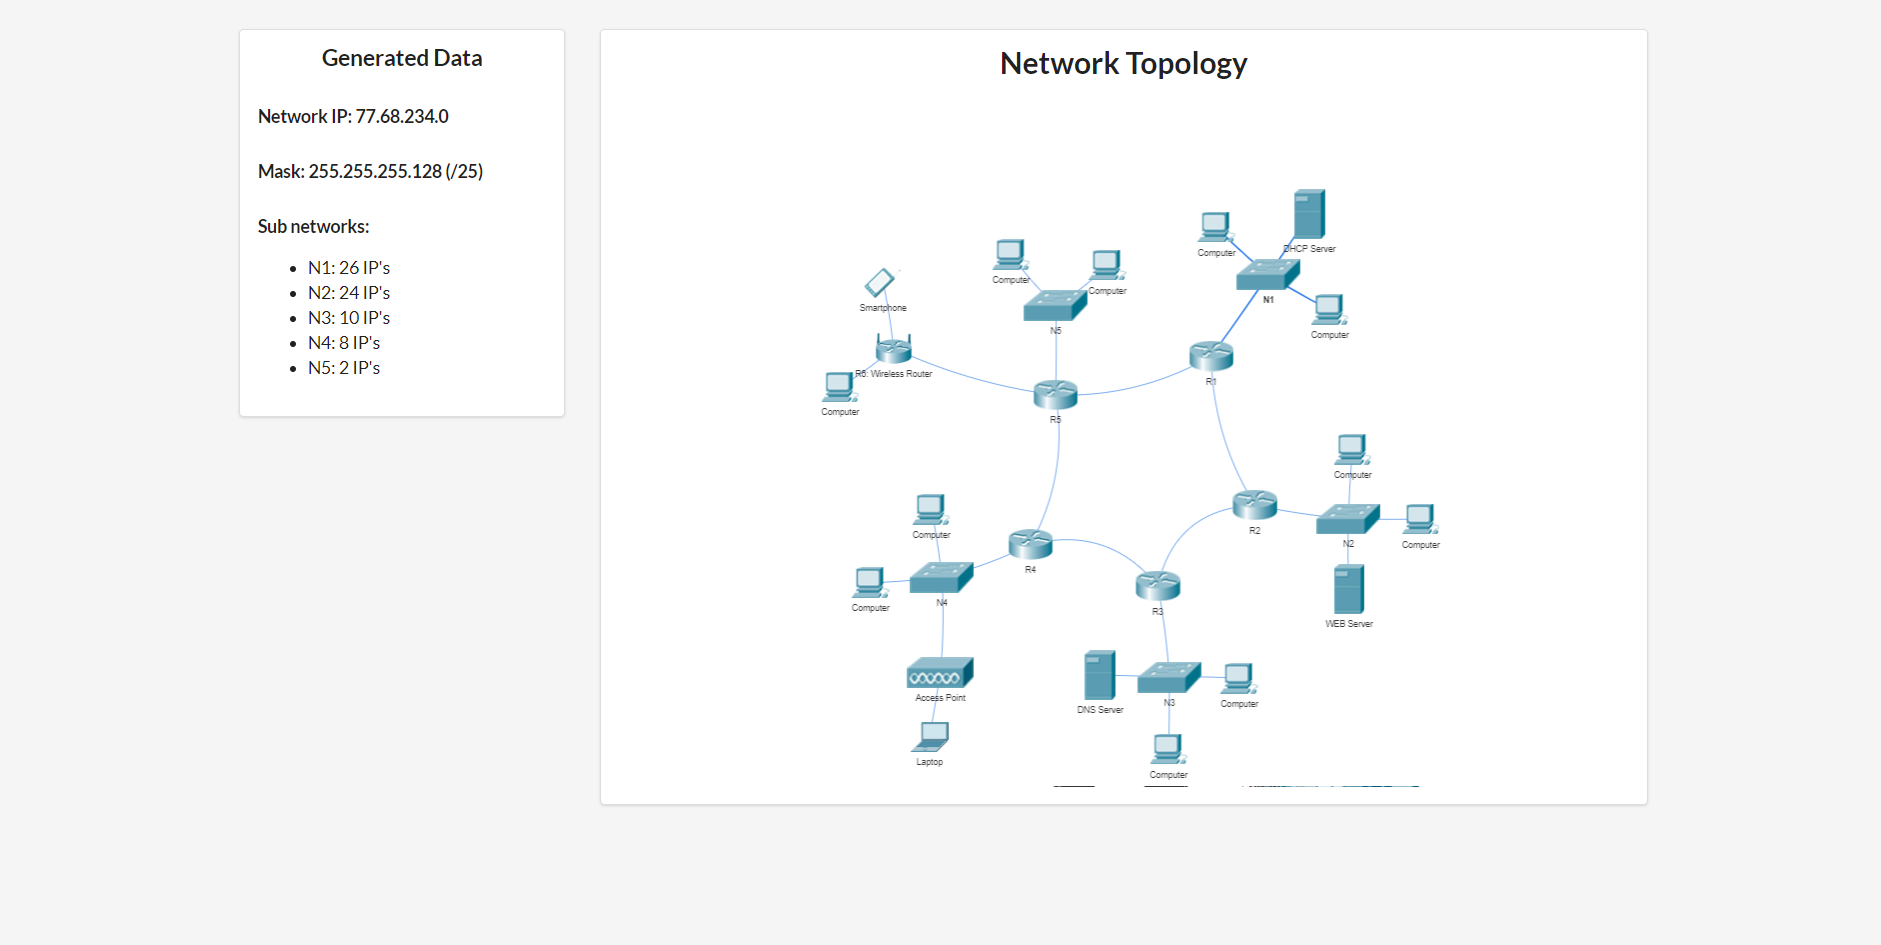 Generated Data
Network IP: 77.68.234.0
Mask: 255.255.255.128 (/25)
Sub networks:
N1: 26 IP's
N2: 24 IP's
N3: 10 IP's
N4: 8 IP's
N5: 2 IP's
Network Topology
Computer
DHCP Server
N1
Computer
Computer
Computer
N5
Smartphone
R6: Wireless Router
Computer
R5
R1
Computer
R2
N2
Computer
WEB Server
Computer
R4
Computer
N4
R3
Access Point
Laptop
DNS Server
N3
Computer
Computer